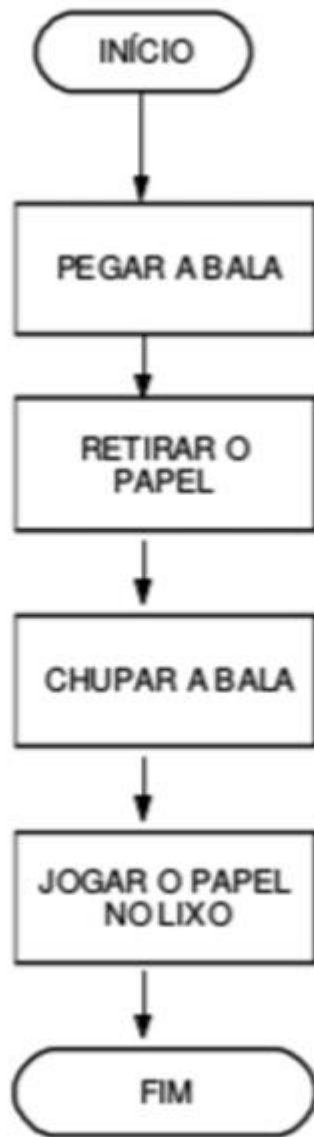 INÍCIO
PEGAR A BALA
RETIRAR O
PAPEL
CHUPAR A BALA
JOGAR O PAPEL
NO LIXO
FIM